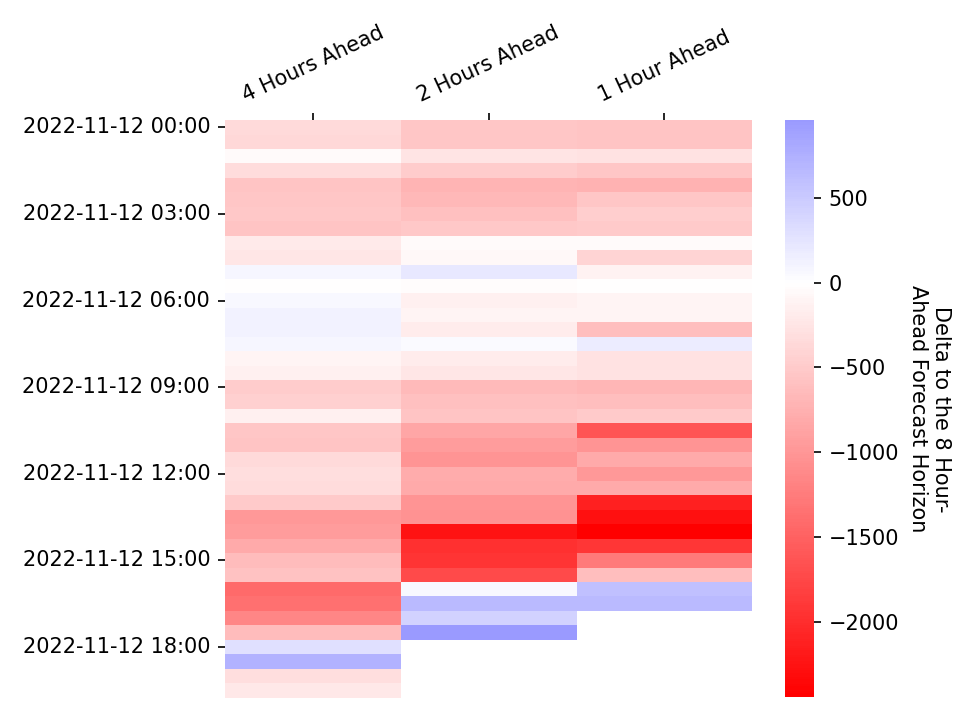 4 Hours Ahead
2 Hours Ahead
1 Hour Ahead
2022-11-12 00:00
2022-11-12 03:00
2022-11-12 06:00
2022-11-12 09:00
2022-11-12 12:00
2022-11-12 15:00
2022-11-12 18:00
500
0
−500
−1000
−1500
−2000
Delta to the 8 Hour-
Ahead Forecast Horizon